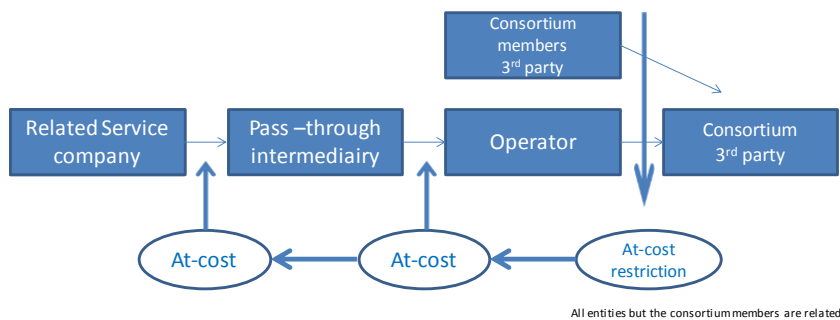 Consortium
members
3rd party
Related Service
company
Pass –through
intermediairy
Operator
Consortium
3rd party
At-cost
At-cost
At-cost
restriction
All entities but the consortium members are related